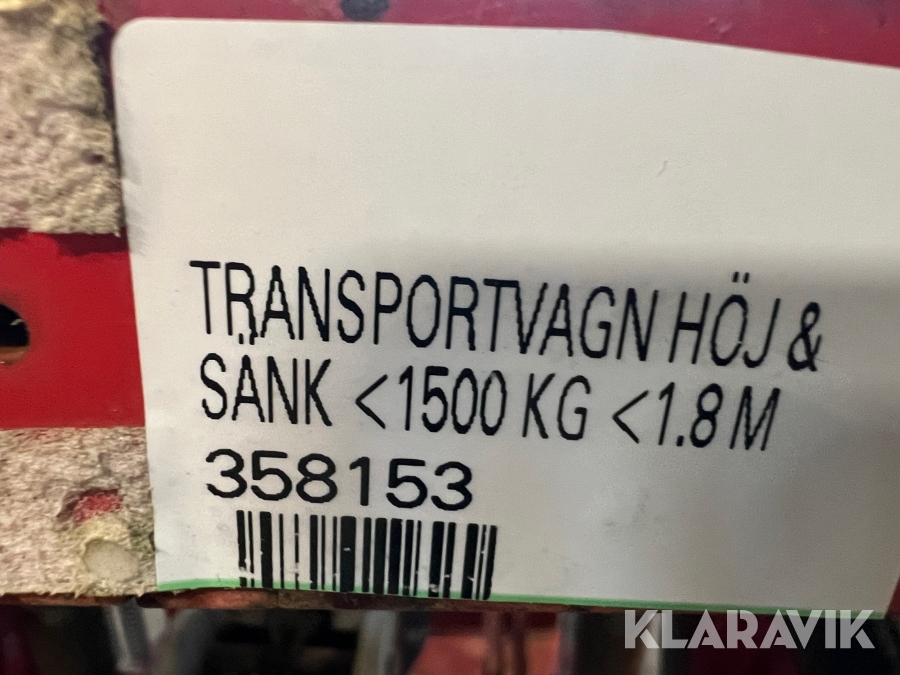 TRANSPORTVAGN HÖJ &
SÄNK <1500 KG <1.8 M
358153
KLARAVIK